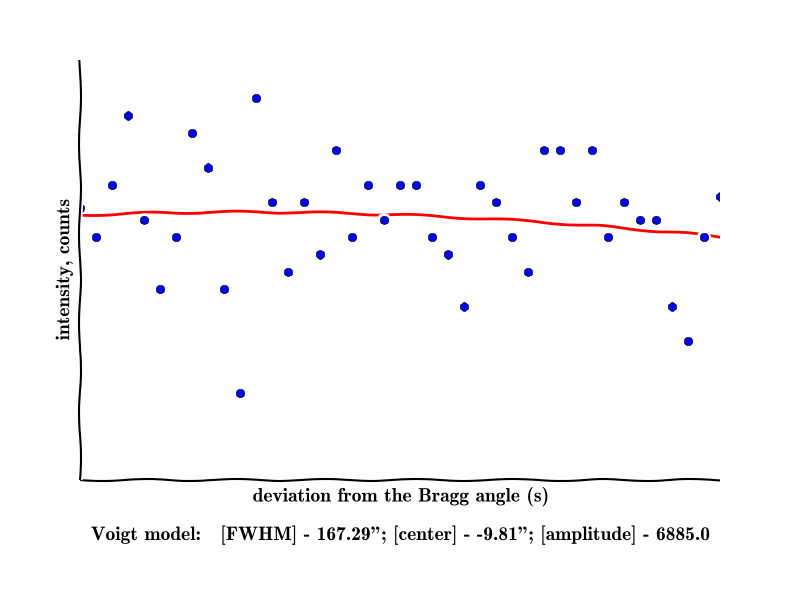 intensity, counts
deviation from the Bragg angle (s)
Voigt model: [FWHM] - 167.29”; [center] - -9.81”; [amplitude] - 6885.0